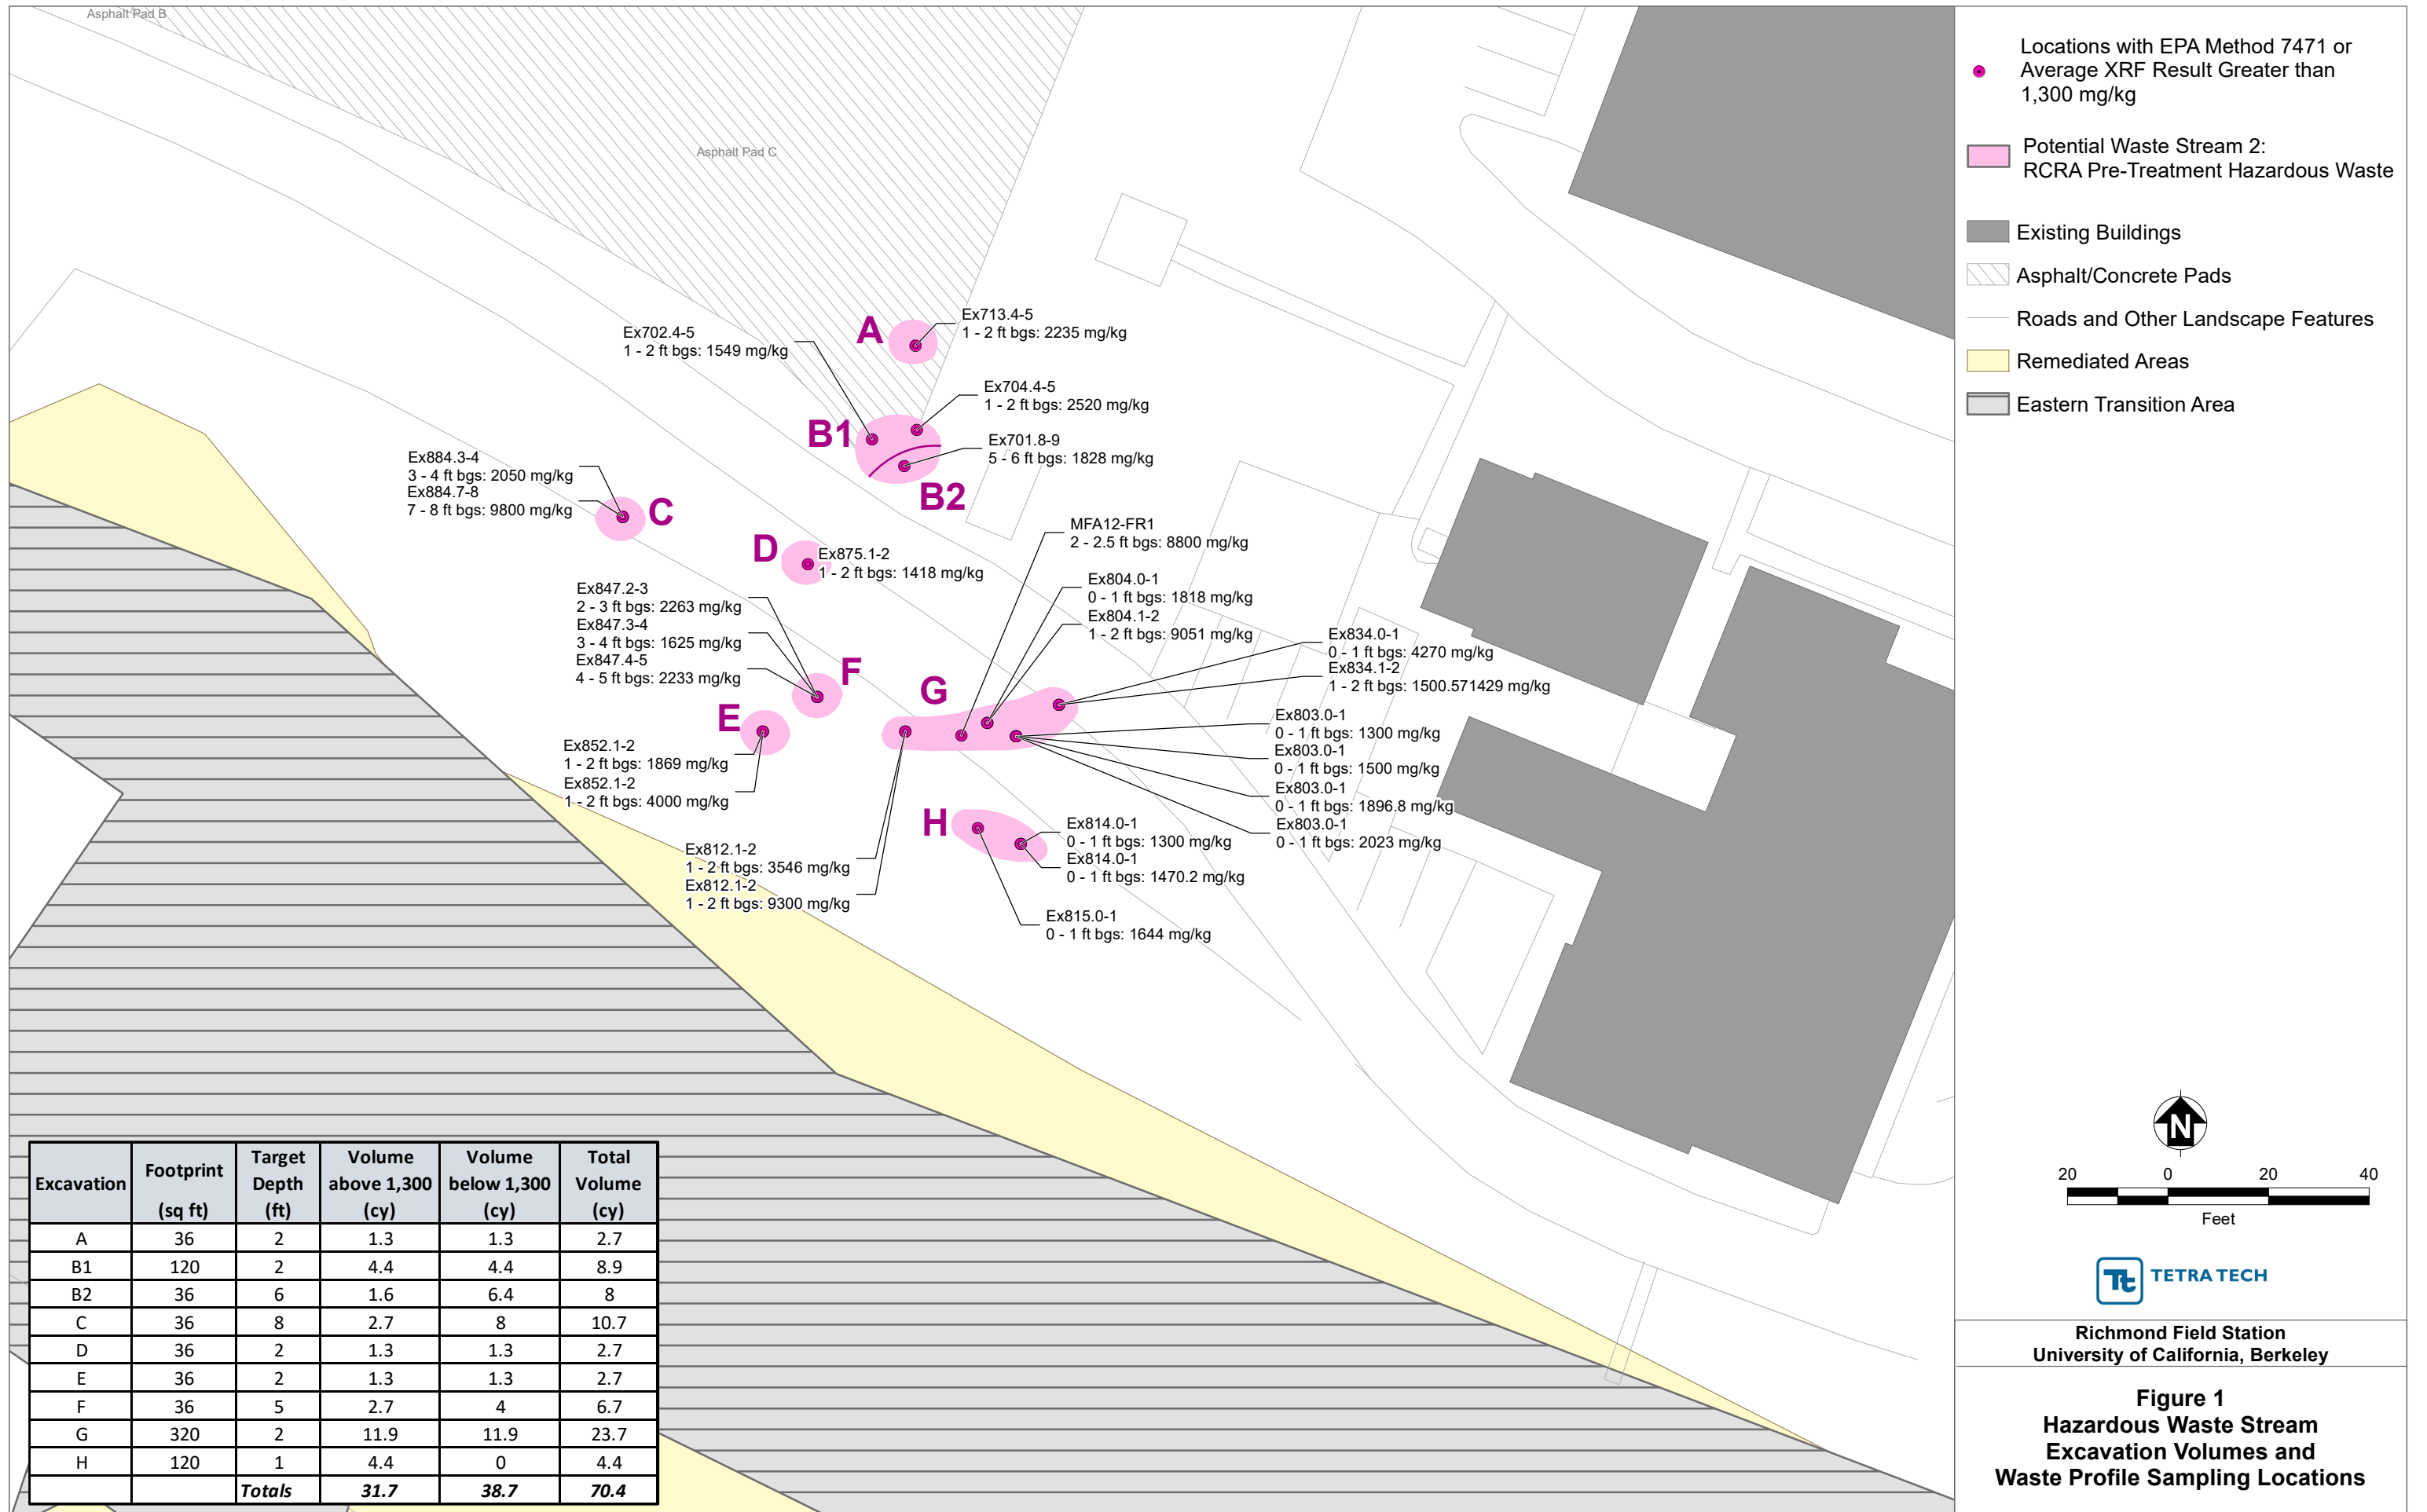 Asphalt Pad B
Asphalt Pad C
A
Ex713.4-5
1 - 2 ft bgs: 2235 mg/kg
Ex702.4-5
1 - 2 ft bgs: 1549 mg/kg
Ex704.4-5
1 - 2 ft bgs: 2520 mg/kg
B1
Ex701.8-9
5 - 6 ft bgs: 1828 mg/kg
B2
Ex884.3-4
3 - 4 ft bgs: 2050 mg/kg
Ex884.7-8
7 - 8 ft bgs: 9800 mg/kg
C
D
Ex875.1-2
1 - 2 ft bgs: 1418 mg/kg
MFA12-FR1
2 - 2.5 ft bgs: 8800 mg/kg
Ex804.0-1
0 - 1 ft bgs: 1818 mg/kg
Ex804.1-2
1 - 2 ft bgs: 9051 mg/kg
Ex847.2-3
2 - 3 ft bgs: 2263 mg/kg
Ex847.3-4
3 - 4 ft bgs: 1625 mg/kg
Ex847.4-5
4 - 5 ft bgs: 2233 mg/kg
F
G
Ex834.0-1
0 - 1 ft bgs: 4270 mg/kg
Ex834.1-2
1 - 2 ft bgs: 1500.571429 mg/kg
E
Ex852.1-2
1 - 2 ft bgs: 1869 mg/kg
Ex852.1-2
1 - 2 ft bgs: 4000 mg/kg
Ex803.0-1
0 - 1 ft bgs: 1300 mg/kg
Ex803.0-1
0 - 1 ft bgs: 1500 mg/kg
Ex803.0-1
0 - 1 ft bgs: 1896.8 mg/kg
Ex803.0-1
0 - 1 ft bgs: 2023 mg/kg
H
Ex814.0-1
0 - 1 ft bgs: 1300 mg/kg
Ex814.0-1
0 - 1 ft bgs: 1470.2 mg/kg
Ex812.1-2
1 - 2 ft bgs: 3546 mg/kg
Ex812.1-2
1 - 2 ft bgs: 9300 mg/kg
Ex815.0-1
0 - 1 ft bgs: 1644 mg/kg
Excavation Footprint (sq ft) Target Depth (ft) Volume above 1,300 (cy) Volume below 1,300 (cy) Total Volume (cy)
A 36 2 1.3 1.3 2.7
B1 120 2 4.4 4.4 8.9
B2 36 6 1.6 6.4 8
C 36 8 2.7 8 10.7
D 36 2 1.3 1.3 2.7
E 36 2 1.3 1.3 2.7
F 36 5 2.7 4 6.7
G 320 2 11.9 11.9 23.7
H 120 1 4.4 0 4.4
Totals 31.7 38.7 70.4
Locations with EPA Method 7471 or
Average XRF Result Greater than
1,300 mg/kg
Potential Waste Stream 2:
RCRA Pre-Treatment Hazardous Waste
Existing Buildings
Asphalt/Concrete Pads
Roads and Other Landscape Features
Remediated Areas
Eastern Transition Area
N
20 0 20 40
Feet
Tt TETRA TECH
Richmond Field Station
University of California, Berkeley
Figure 1
Hazardous Waste Stream
Excavation Volumes and
Waste Profile Sampling Locations